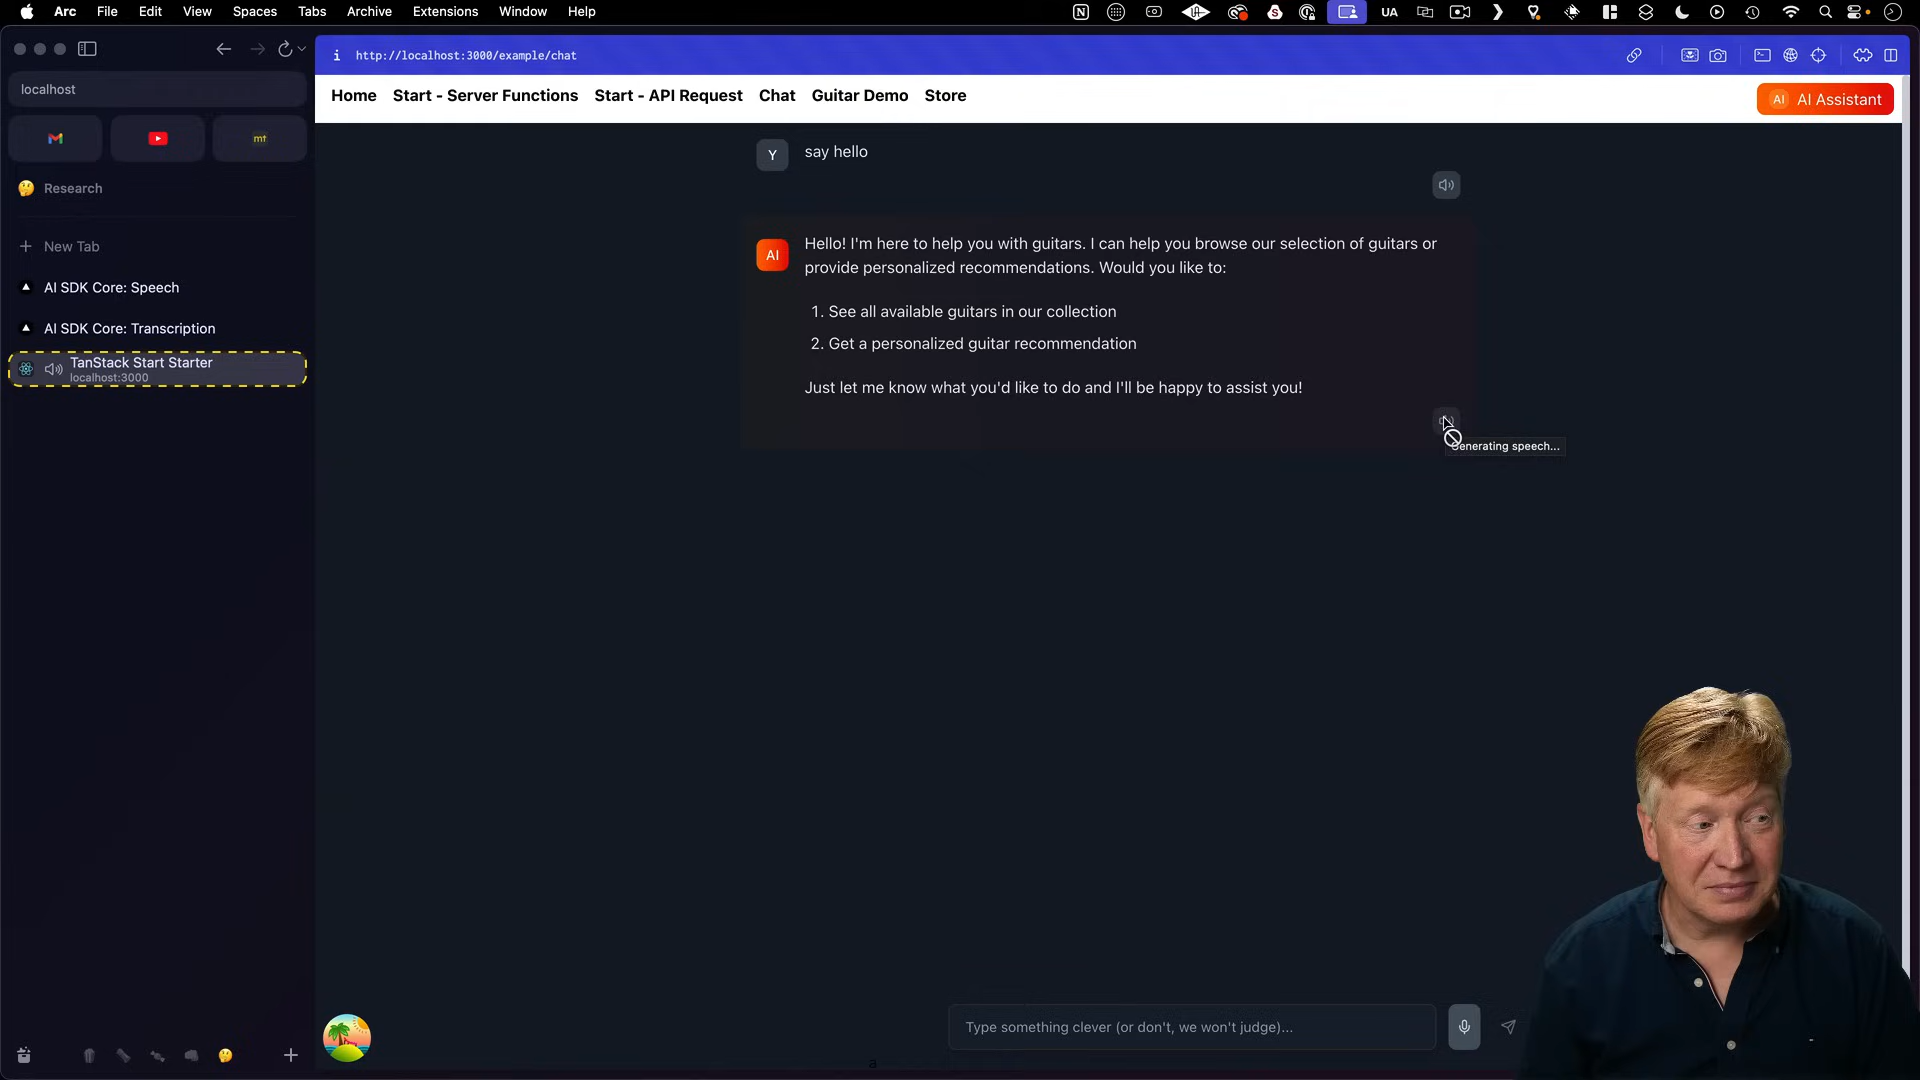 Arc File Edit View Spaces Tabs Archive Extensions Window Help
UA
localhost
http://localhost:3000/example/chat
mt
Home Start - Server Functions Start - API Request Chat Guitar Demo Store
AI AI Assistant
Research
New Tab
AI SDK Core: Speech
AI SDK Core: Transcription
TanStack Start Starter
localhost:3000
Y say hello
AI
Hello! I'm here to help you with guitars. I can help you browse our selection of guitars or
provide personalized recommendations. Would you like to:
1. See all available guitars in our collection
2. Get a personalized guitar recommendation
Just let me know what you'd like to do and I'll be happy to assist you!
Generating speech...
Type something clever (or don't, we won't judge)...